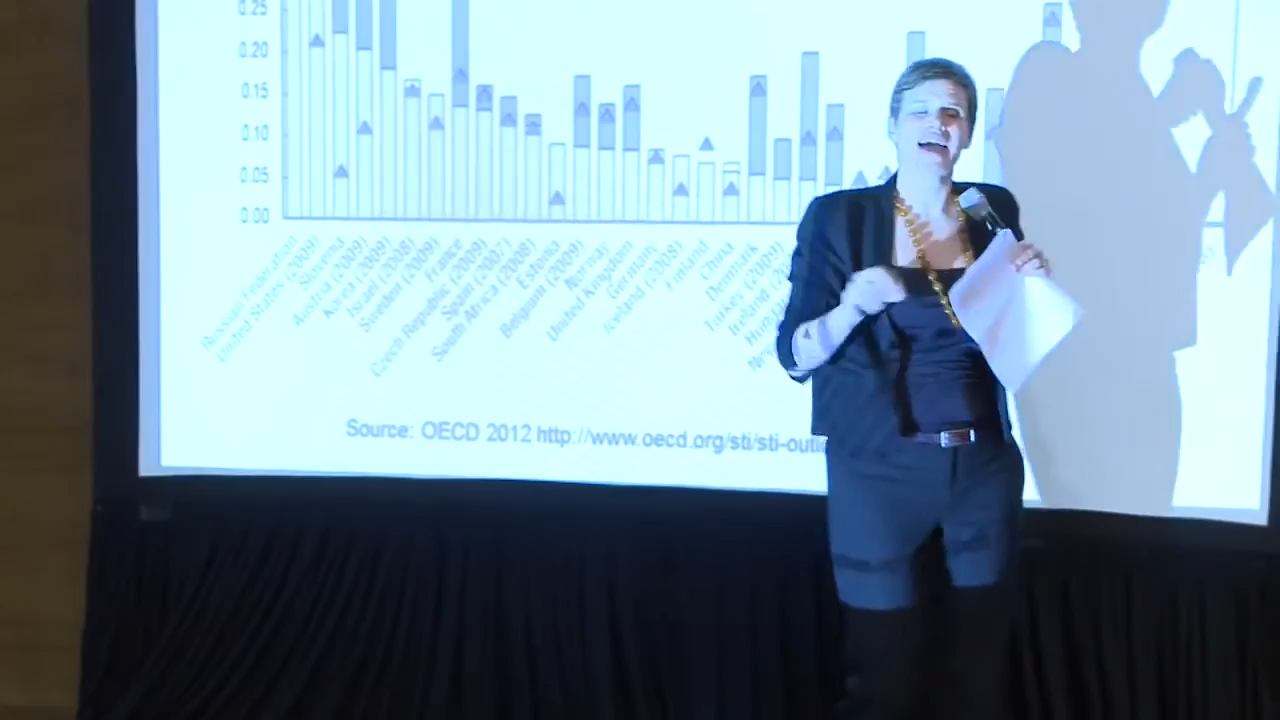 0.25
0.20
0.15
0.10
0.05
0.00
Russian Federation
United States (2009)
Slovenia
Australia (2009)
Korea (2009)
Israel (2008)
Sweden (2009)
France
Czech Republic (2009)
Spain (2007)
South Africa (2008)
Estonia
Belgium (2009)
Norway
United Kingdom
Germany
Iceland (2008)
Finland
China
Denmark
Turkey (2009)
Source: OECD 2012 http://www.oecd.org/sti/sti-outl